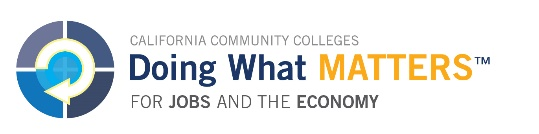 CALIFORNIA COMMUNITY COLLEGES
Doing What MATTERS™
FOR JOBS AND THE ECONOMY